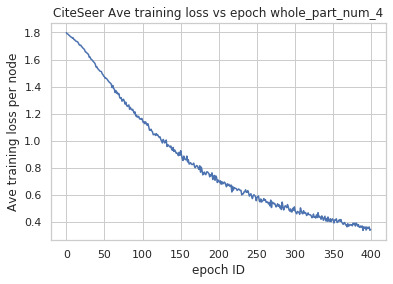 CiteSeer Ave training loss vs epoch whole_part_num_4
Ave training loss per node
1.8
1.6
1.4
1.2
1.0
0.8
0.6
0.4
0 50 100 150 200 250 300 350 400
epoch ID